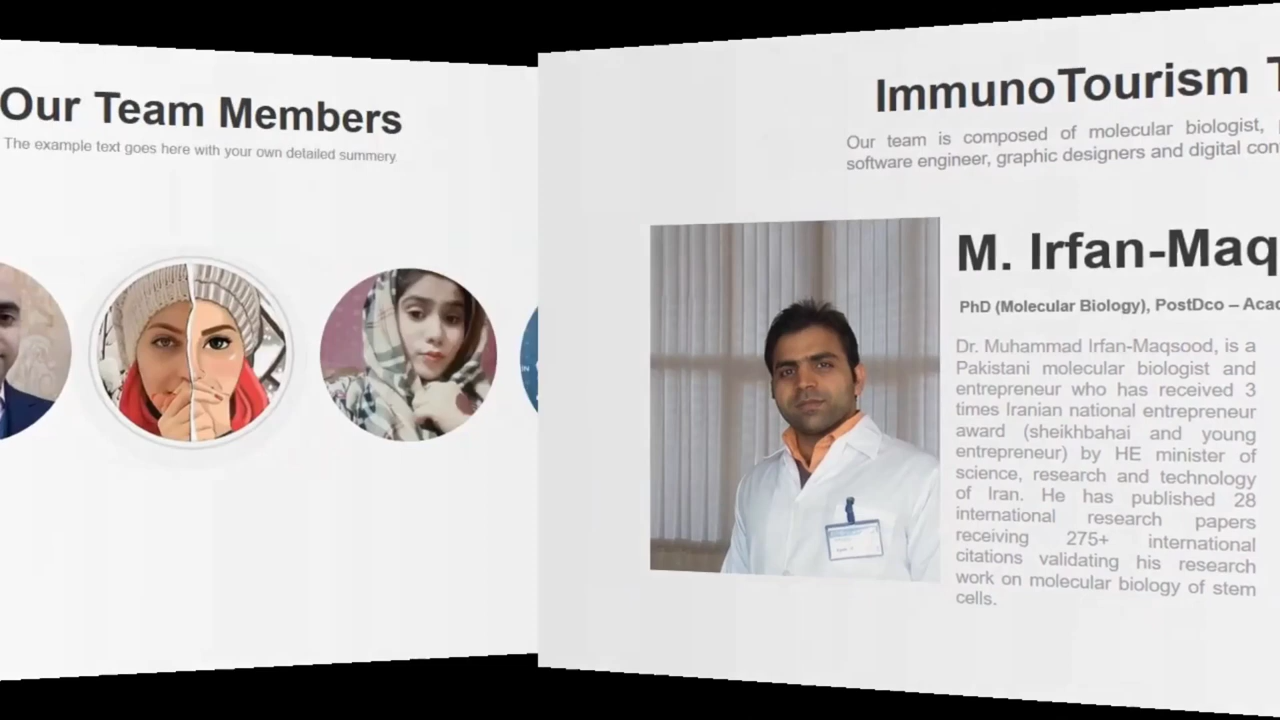 Our Team Members
The example text goes here with your own detailed summery
ImmunoTourism T
Our team is composed of molecular biologist,
software engineer, graphic designers and digital con
M. Irfan-Maq
PhD (Molecular Biology), PostDco – Acad
Dr. Muhammad Irfan-Maqsood, is a
Pakistani molecular biologist and
entrepreneur who has received 3
times Iranian national entrepreneur
award (sheikhbahai and young
entrepreneur) by HE minister of
science, research and technology
of Iran. He has published 28
international research papers
receiving 275+ international
citations validating his research
work on molecular biology of stem
cells.